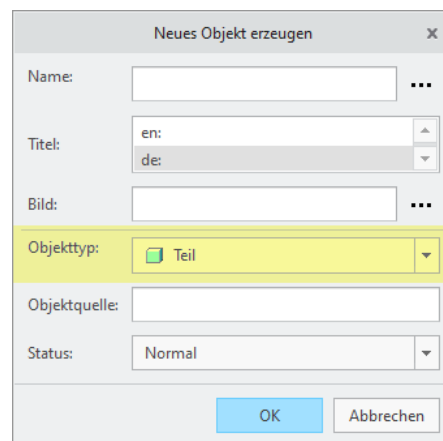 Neues Objekt erzeugen
Name:
Titel:
en:
de:
Bild:
Objekttyp:
Teil
Objektquelle:
Status:
Normal
OK
Abbrechen